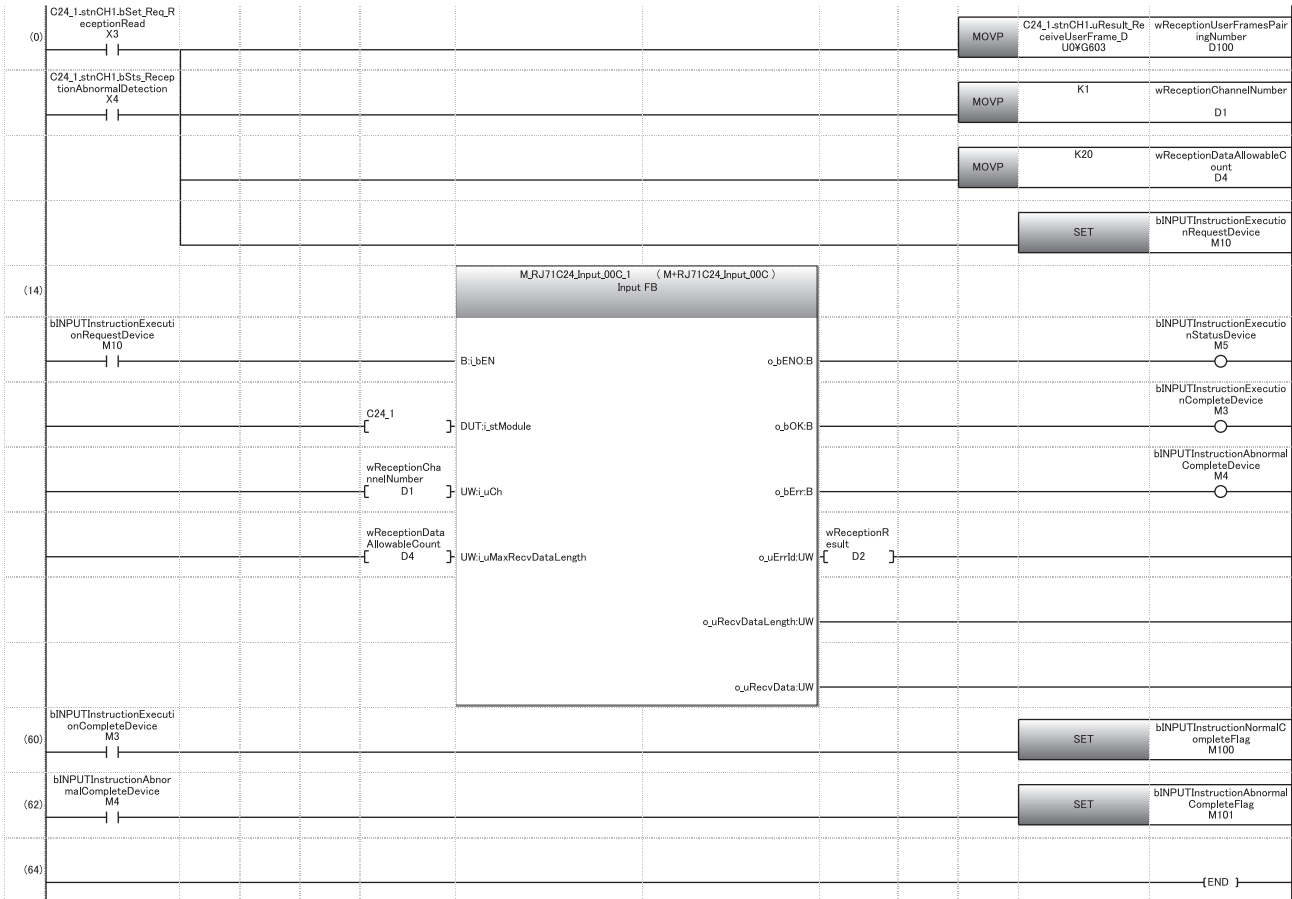 C24_1.stnCH1.bSet_Req_R
eceptionRead
X3
(0)
MOVP
C24_1.stnCH1.uResult_Re
ceiveUserFrame_D
U0¥G603
wReceptionUserFramesPair
ingNumber
D100
C24_1.stnCH1.bSts_Recep
tionAbnormalDetection
X4
MOVP
K1
wReceptionChannelNumber
D1
MOVP
K20
wReceptionDataAllowableC
ount
D4
SET
bINPUTInstructionExecutio
nRequestDevice
M10
(14)
M_RJ71C24_Input_00C_1 ( M+RJ71C24_Input_00C )
Input FB
bINPUTInstructionExecuti
onRequestDevice
M10
B:i_bEN
o_bENO:B
bINPUTInstructionExecutio
nStatusDevice
M5
C24_1
DUT:i_stModule
o_bOK:B
bINPUTInstructionExecutio
nCompleteDevice
M3
wReceptionCha
nnelNumber
D1
UW:i_uCh
o_bErr:B
bINPUTInstructionAbnormal
CompleteDevice
M4
wReceptionData
AllowableCount
D4
UW:i_uMaxRecvDataLength
o_uErrId:UW
wReceptionR
esult
D2
o_uRecvDataLength:UW
o_uRecvData:UW
bINPUTInstructionExecuti
onCompleteDevice
M3
(60)
SET
bINPUTInstructionNormalC
ompleteFlag
M100
bINPUTInstructionAbnor
malCompleteDevice
M4
(62)
SET
bINPUTInstructionAbnormal
CompleteFlag
M101
(64)
END